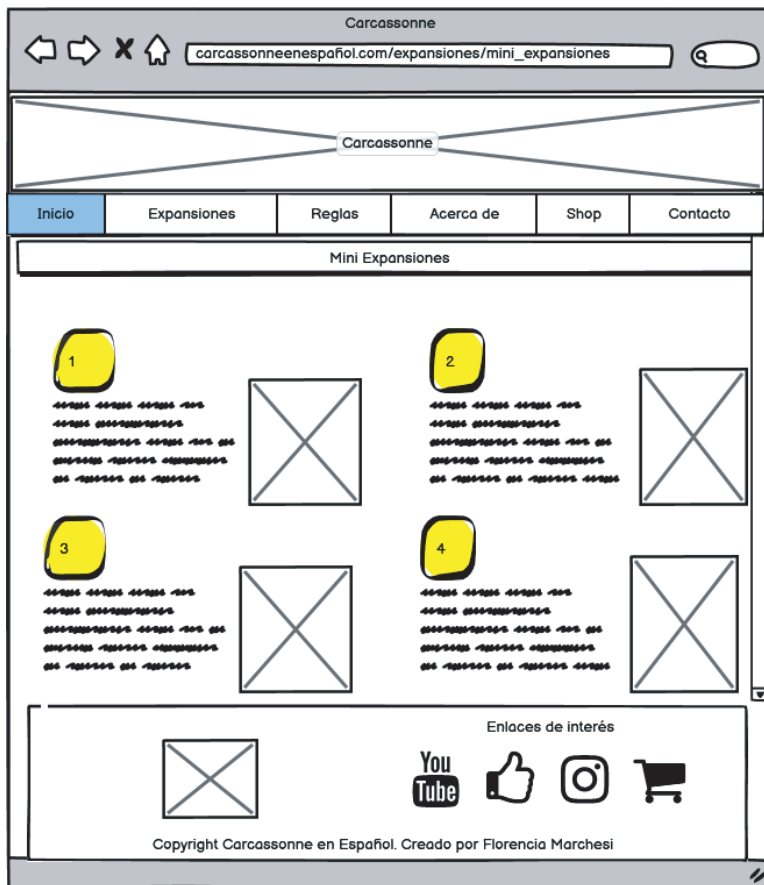 Carcassonne
carcassonneenespañol.com/expansiones/mini_expansiones
Carcassonne
Inicio Expansiones Reglas Acerca de Shop Contacto
Mini Expansiones
1
2
3
4
Enlaces de interés
You
Tube
Copyright Carcassonne en Español. Creado por Florencia Marchesi